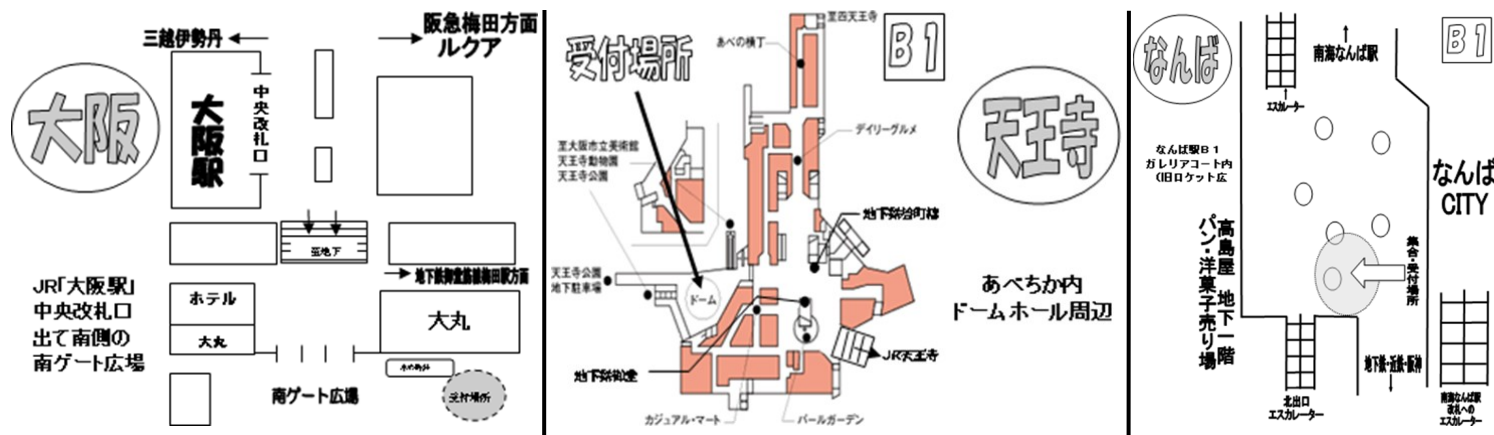 三越伊勢丹
阪急梅田方面
ルクア
大阪
大阪駅
中央改札口
至地下
地下鉄御堂筋線梅田駅方面
JR「大阪駅」
中央改札口
出て南側の
南ゲート広場
ホテル
大丸
大丸
水の時計
南ゲート広場
受付場所
受付場所
B1
至四天王寺
あべの横丁
天王寺
デイリーグルメ
至大阪市立美術館
天王寺動物園
天王寺公園
地下鉄谷町線
天王寺公園
地下駐車場
ドーム
あべちか内
ドームホール周辺
JR天王寺
地下鉄御堂
カジュアル・マート
パールガーデン
なんば
B1
南海なんば駅
エスカレーター
なんば駅B1
ガレリアコート内
(旧ロケット広
なんば
CITY
高島屋 地下一階
パン・洋菓子売り場
集合・受付場所
北出口
エスカレーター
地下鉄・近鉄・阪神
南海なんば駅
改札への
エスカレーター